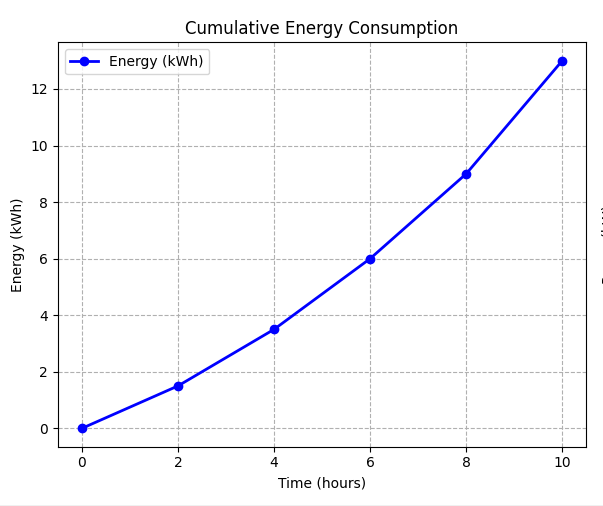 Cumulative Energy Consumption
Energy (kWh)
12
10
8
6
4
2
0
Energy (kWh)
0 2 4 6 8 10
Time (hours)